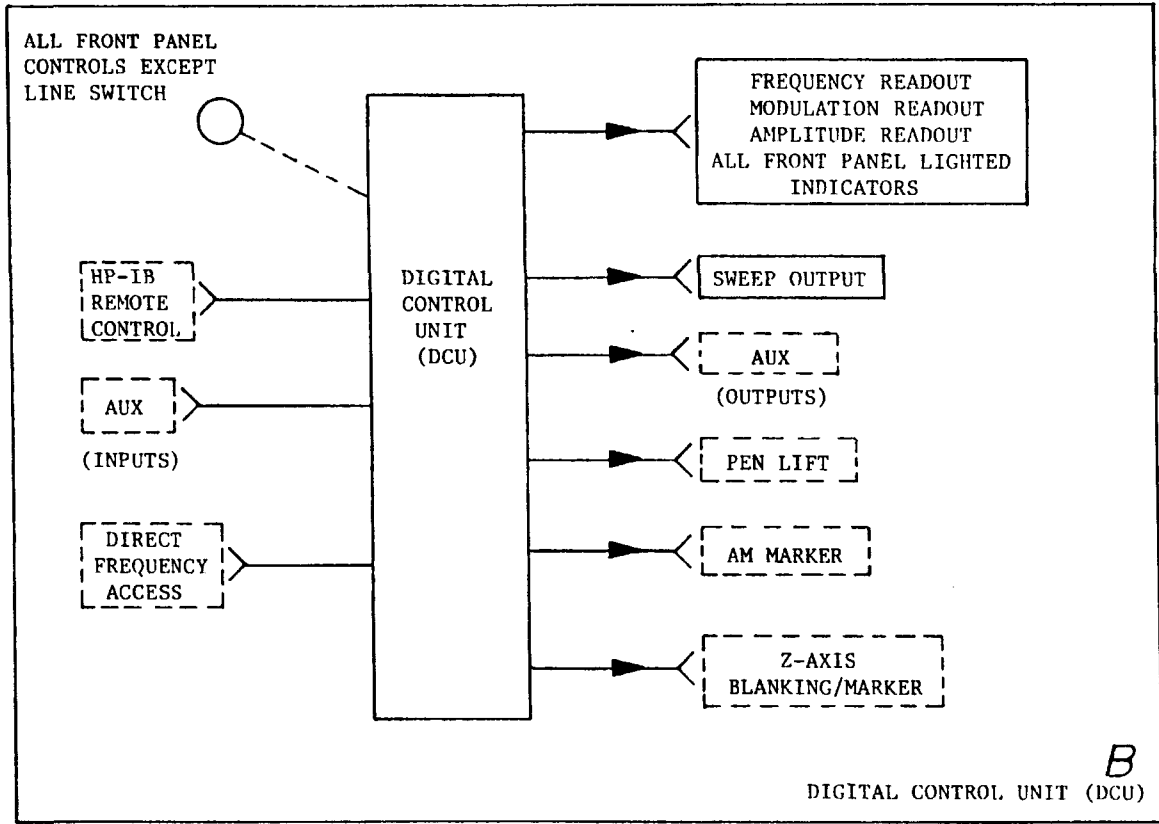 ALL FRONT PANEL
CONTROLS EXCEPT
LINE SWITCH
HP-IB
REMOTE
CONTROL
AUX
(INPUTS)
DIRECT
FREQUENCY
ACCESS
DIGITAL
CONTROL
UNIT
(DCU)
FREQUENCY READOUT
MODULATION READOUT
AMPLITUDE READOUT
ALL FRONT PANEL LIGHTED
INDICATORS
SWEEP OUTPUT
AUX
(OUTPUTS)
PEN LIFT
AM MARKER
Z-AXIS
BLANKING/MARKER
B
DIGITAL CONTROL UNIT (DCU)